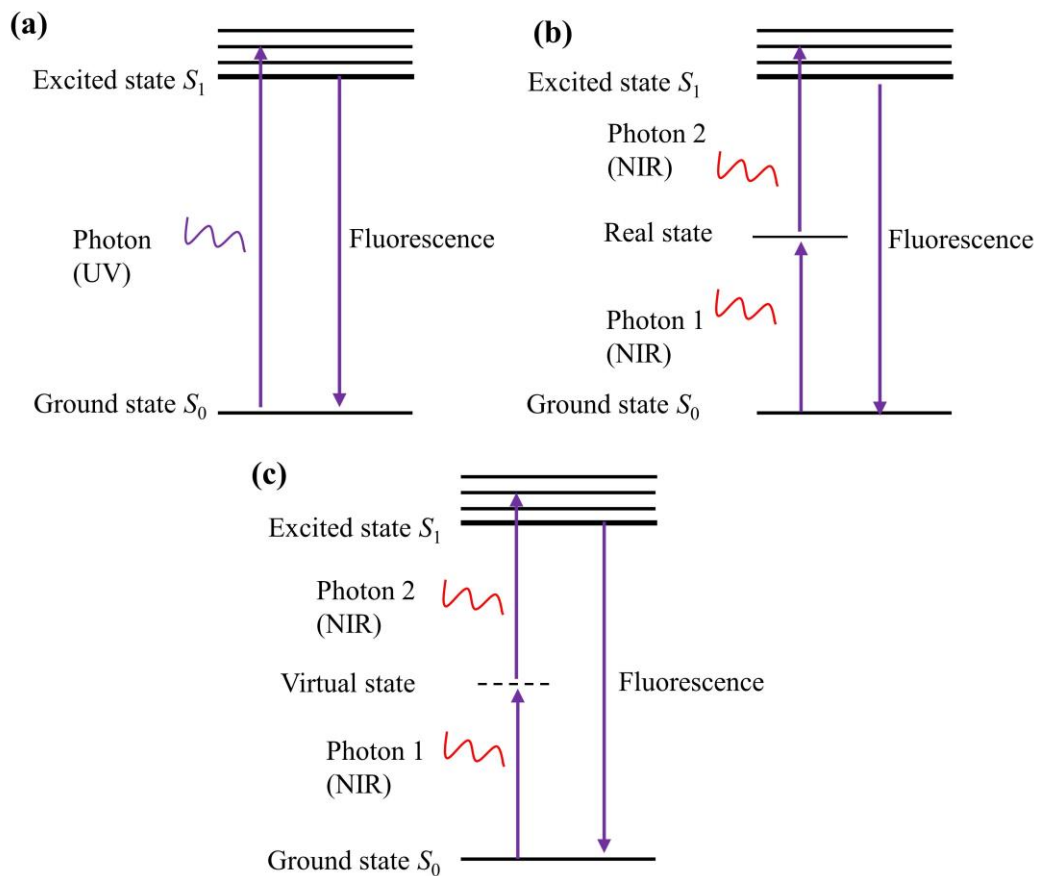 (a)
Excited state S₁
Photon
(UV)
Fluorescence
Ground state S₀
(b)
Excited state S₁
Photon 2
(NIR)
Real state
Fluorescence
Photon 1
(NIR)
Ground state S₀
(c)
Excited state S₁
Photon 2
(NIR)
Virtual state
Fluorescence
Photon 1
(NIR)
Ground state S₀